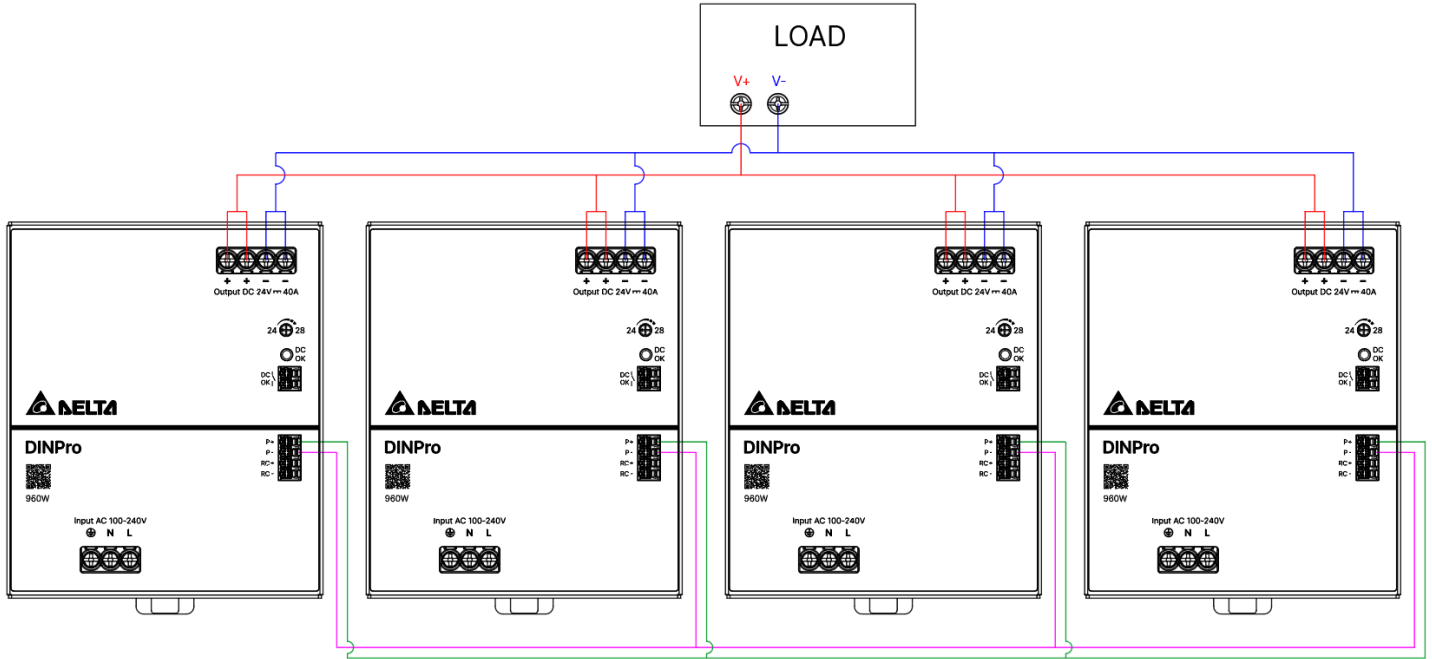 LOAD
V+ V-
+ + − −
Output DC 24V ⎓ 40A
24 28
DC
OK
DC
OK
DELTA
DINPro
P+
P -
RC+
RC -
960W
Input AC 100-240V
N L
+ + − −
Output DC 24V ⎓ 40A
24 28
DC
OK
DC
OK
DELTA
DINPro
P+
P -
RC+
RC -
960W
Input AC 100-240V
N L
+ + − −
Output DC 24V ⎓ 40A
24 28
DC
OK
DC
OK
DELTA
DINPro
P+
P -
RC+
RC -
960W
Input AC 100-240V
N L
+ + − −
Output DC 24V ⎓ 40A
24 28
DC
OK
DC
OK
DELTA
DINPro
P+
P -
RC+
RC -
960W
Input AC 100-240V
N L